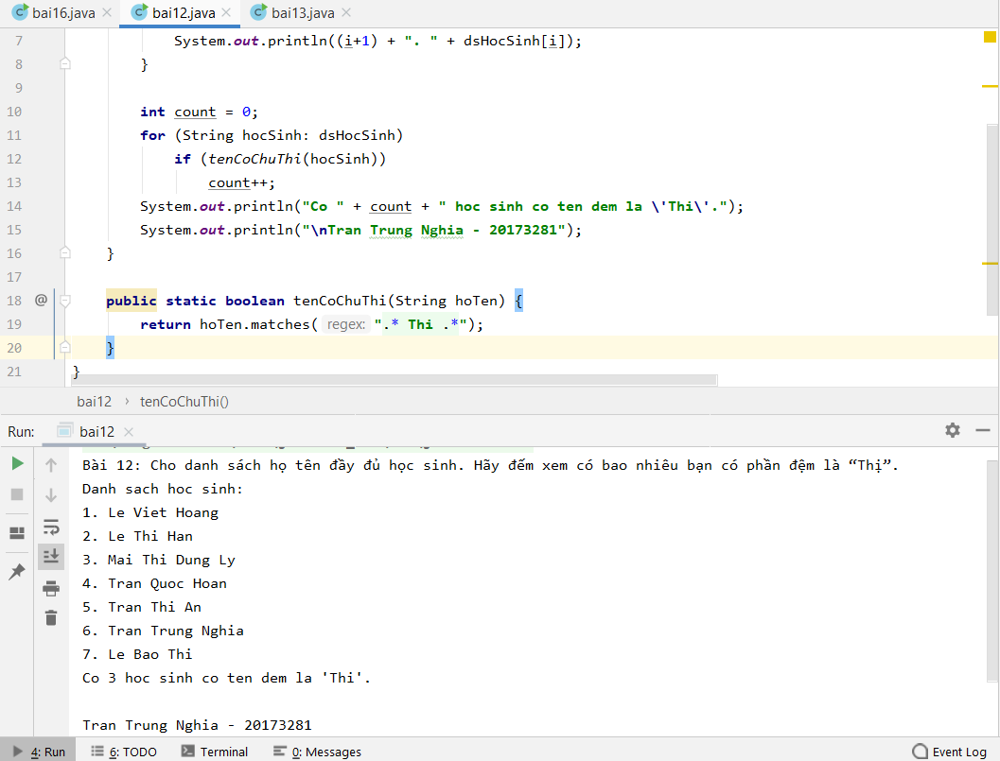 bai16.java bai12.java bai13.java
7 System.out.println((i+1) + ". " + dsHocSinh[i]);
8 }
9
10 int count = 0;
11 for (String hocSinh: dsHocSinh)
12 if (tenCoChuThi(hocSinh))
13 count++;
14 System.out.println("Co " + count + " hoc sinh co ten dem la \'Thi\'.");
15 System.out.println("\nTran Trung Nghia - 20173281");
16 }
17
18 @ public static boolean tenCoChuThi(String hoTen) {
19 return hoTen.matches( regex: ".* Thi .*");
20 }
21 }
bai12 › tenCoChuThi()
Run: bai12
Bài 12: Cho danh sách họ tên đầy đủ học sinh. Hãy đếm xem có bao nhiêu bạn có phần đệm là “Thị”.
Danh sach hoc sinh:
1. Le Viet Hoang
2. Le Thi Han
3. Mai Thi Dung Ly
4. Tran Quoc Hoan
5. Tran Thi An
6. Tran Trung Nghia
7. Le Bao Thi
Co 3 hoc sinh co ten dem la 'Thi'.
Tran Trung Nghia - 20173281
4: Run 6: TODO Terminal 0: Messages Event Log